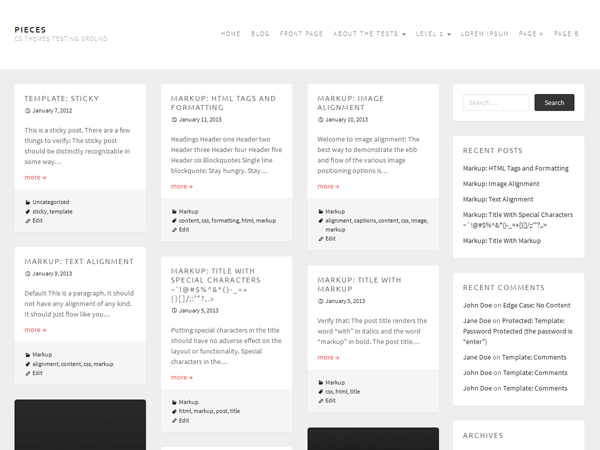 PIECES
CS THEMES TESTING GROUND
HOME BLOG FRONT PAGE ABOUT THE TESTS LEVEL 1 LOREM IPSUM PAGE A PAGE B
TEMPLATE: STICKY
January 7, 2012
This is a sticky post. There are a few
things to verify: The sticky post
should be distinctly recognizable in
some way…
more →
Uncategorized
sticky, template
Edit
MARKUP: TEXT ALIGNMENT
January 9, 2013
Default This is a paragraph. It should
not have any alignment of any kind.
It should just flow like you…
more →
Markup
alignment, content, css, markup
Edit
MARKUP: HTML TAGS AND
FORMATTING
January 11, 2013
Headings Header one Header two
Header three Header four Header five
Header six Blockquotes Single line
blockquote: Stay hungry. Stay…
more →
Markup
content, css, formatting, html, markup
Edit
MARKUP: TITLE WITH
SPECIAL CHARACTERS
~`!@#$%^&*()-_=+
{}[]/;:'"?,.>
January 5, 2013
Putting special characters in the title
should have no adverse effect on the
layout or functionality. Special
characters in the…
more →
Markup
html, markup, post, title
Edit
MARKUP: IMAGE
ALIGNMENT
January 10, 2013
Welcome to image alignment! The
best way to demonstrate the ebb
and flow of the various image
positioning options is…
more →
Markup
alignment, captions, content, css, image,
markup
Edit
MARKUP: TITLE WITH
MARKUP
January 5, 2013
Verify that: The post title renders the
word “with” in italics and the word
“markup” in bold. The post title…
more →
Markup
css, html, title
Edit
Search …
Search
RECENT POSTS
Markup: HTML Tags and Formatting
Markup: Image Alignment
Markup: Text Alignment
Markup: Title With Special Characters
~`!@#$%^&*()-_=+{}[]/;:'"?,.>
Markup: Title With Markup
RECENT COMMENTS
John Doe on Edge Case: No Content
Jane Doe on Protected: Template:
Password Protected (the password is
“enter”)
Jane Doe on Template: Comments
John Doe on Template: Comments
John Doe on Template: Comments
ARCHIVES